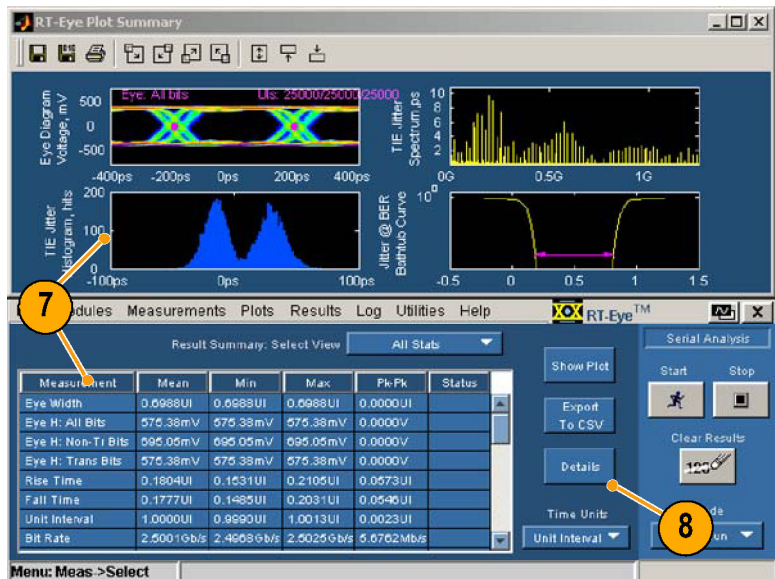 RT-Eye Plot Summary
Eye Diagram
Voltage, mV
500
0
-500
Eye: All bits
UIs: 25000/25000/25000
-400ps -200ps 0ps 200ps 400ps
TIE Jitter
Spectrum, ps
10
8
6
4
2
0G 0.5G 1G
TIE Jitter
Histogram, hits
200
100
0
-100ps 0ps 100ps
Jitter @ BER
Bathtub Curve
10
0
-0.5 0 0.5 1 1.5
7
Measurements Plots Results Log Utilities Help
RT-Eye™
Result Summary: Select View All Stats
Measurement Mean Min Max Pk-Pk Status
Eye Width 0.6988UI 0.6988UI 0.6988UI 0.0000UI
Eye H: All Bits 575.38mV 575.38mV 575.38mV 0.0000V
Eye H: Non-Tr Bits 695.05mV 695.05mV 695.05mV 0.0000V
Eye H: Trans Bits 575.38mV 575.38mV 575.38mV 0.0000V
Rise Time 0.1804UI 0.1531UI 0.2105UI 0.0573UI
Fall Time 0.1777UI 0.1485UI 0.2031UI 0.0546UI
Unit Interval 1.0000UI 0.9990UI 1.0013UI 0.0023UI
Bit Rate 2.5001Gb/s 2.4968Gb/s 2.5025Gb/s 5.6762Mb/s
Show Plot
Export
To CSV
Details
Time Units
Unit Interval
Serial Analysis
Start Stop
Clear Results
8
Menu: Meas->Select